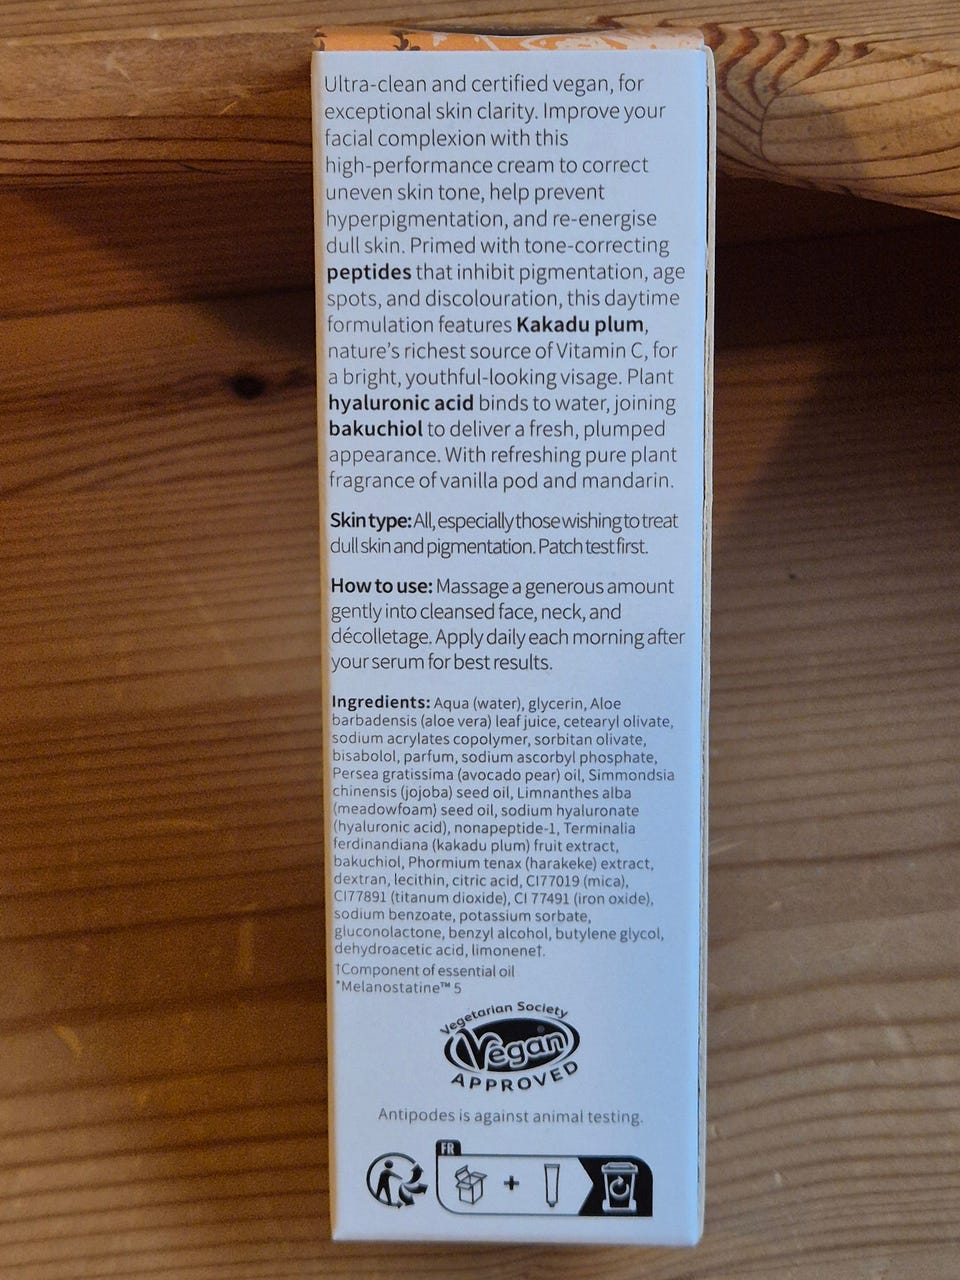 Ultra-clean and certified vegan, for
exceptional skin clarity. Improve your
facial complexion with this
high-performance cream to correct
uneven skin tone, help prevent
hyperpigmentation, and re-energise
dull skin. Primed with tone-correcting
peptides that inhibit pigmentation, age
spots, and discolouration, this daytime
formulation features Kakadu plum,
nature's richest source of Vitamin C, for
a bright, youthful-looking visage. Plant
hyaluronic acid binds to water, joining
bakuchiol to deliver a fresh, plumped
appearance. With refreshing pure plant
fragrance of vanilla pod and mandarin.
Skin type: All, especially those wishing to treat
dull skin and pigmentation. Patch test first.
How to use: Massage a generous amount
gently into cleansed face, neck, and
décolletage. Apply daily each morning after
your serum for best results.
Ingredients: Aqua (water), glycerin, Aloe
barbadensis (aloe vera) leaf juice, cetearyl olivate,
sodium acrylates copolymer, sorbitan olivate,
bisabolol, parfum, sodium ascorbyl phosphate,
Persea gratissima (avocado pear) oil, Simmondsia
chinensis (jojoba) seed oil, Limnanthes alba
(meadowfoam) seed oil, sodium hyaluronate
(hyaluronic acid), nonapeptide-1, Terminalia
ferdinandiana (kakadu plum) fruit extract,
bakuchiol, Phormium tenax (harakeke) extract,
dextran, lecithin, citric acid, CI77019 (mica),
CI77891 (titanum dioxide), CI 77491 (iron oxide),
sodium benzoate, potassium sorbate,
gluconolactone, benzyl alcohol, butylene glycol,
dehydroacetic acid, limonene†.
†Component of essential oil
*Melanostatine™ 5
Vegetarian Society
Vegan
APPROVED
Antipodes is against animal testing.
FR
+